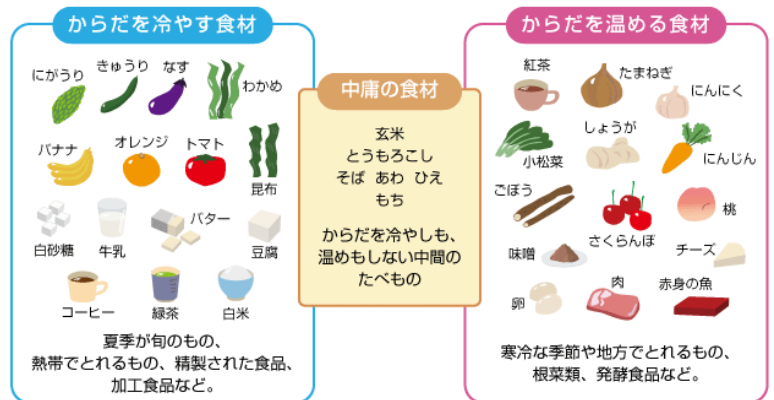 からだを冷やす食材
にがうり
きゅうり
なす
わかめ
バナナ
オレンジ
トマト
昆布
白砂糖
牛乳
バター
豆腐
コーヒー
緑茶
白米
夏季が旬のもの、
熱帯でとれるもの、精製された食品、
加工食品など。
中庸の食材
玄米
とうもろこし
そば あわ ひえ
もち
からだを冷やしも、
温めもしない中間の
たべもの
からだを温める食材
紅茶
たまねぎ
にんにく
小松菜
しょうが
にんじん
ごぼう
さくらんぼ
桃
味噌
チーズ
卵
肉
赤身の魚
寒冷な季節や地方でとれるもの、
根菜類、発酵食品など。